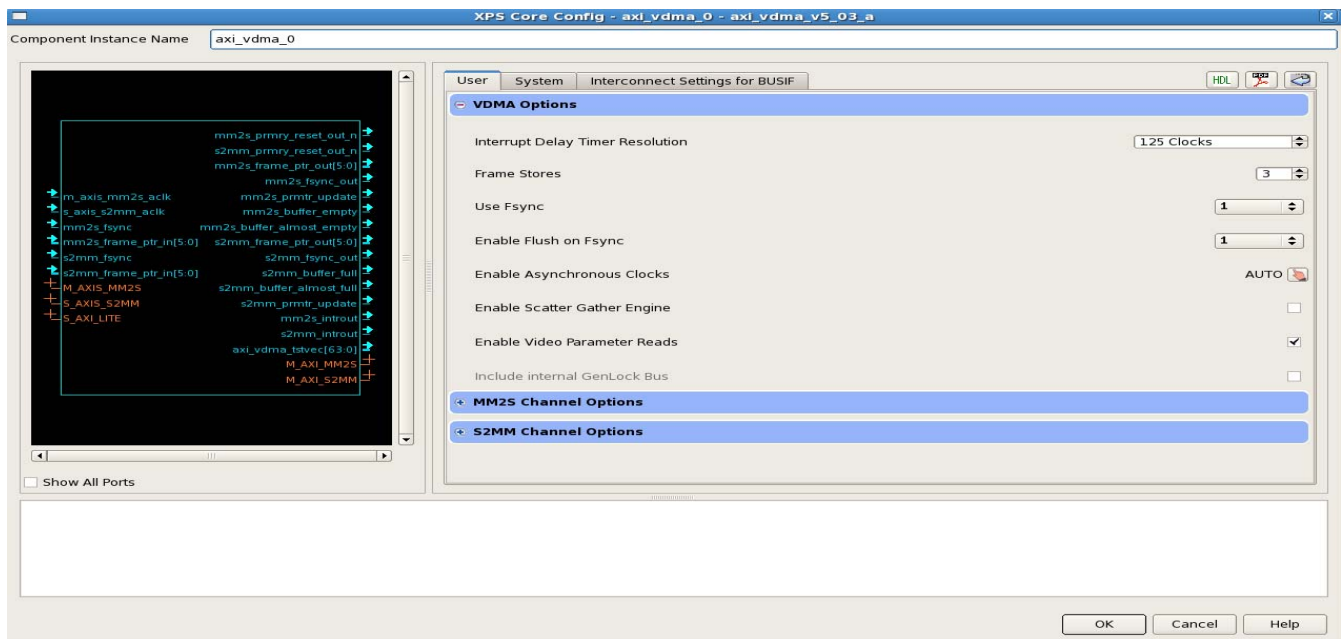 XPS Core Config - axi_vdma_0 - axi_vdma_v5_03_a
Component Instance Name axi_vdma_0
mm2s_prmry_reset_out_n
s2mm_prmry_reset_out_n
mm2s_frame_ptr_out[5:0]
mm2s_fsync_out
m_axis_mm2s_aclk mm2s_prmtr_update
s_axis_s2mm_aclk mm2s_buffer_empty
mm2s_fsync mm2s_buffer_almost_empty
mm2s_frame_ptr_in[5:0] s2mm_frame_ptr_out[5:0]
s2mm_fsync s2mm_fsync_out
s2mm_frame_ptr_in[5:0] s2mm_buffer_full
M_AXIS_MM2S s2mm_buffer_almost_full
S_AXIS_S2MM s2mm_prmtr_update
S_AXI_LITE mm2s_introut
s2mm_introut
axi_vdma_tstvec[63:0]
M_AXI_MM2S
M_AXI_S2MM
Show All Ports
User System Interconnect Settings for BUSIF HDL
VDMA Options
Interrupt Delay Timer Resolution 125 Clocks
Frame Stores 3
Use Fsync 1
Enable Flush on Fsync 1
Enable Asynchronous Clocks AUTO
Enable Scatter Gather Engine
Enable Video Parameter Reads
Include internal GenLock Bus
MM2S Channel Options
S2MM Channel Options
OK Cancel Help